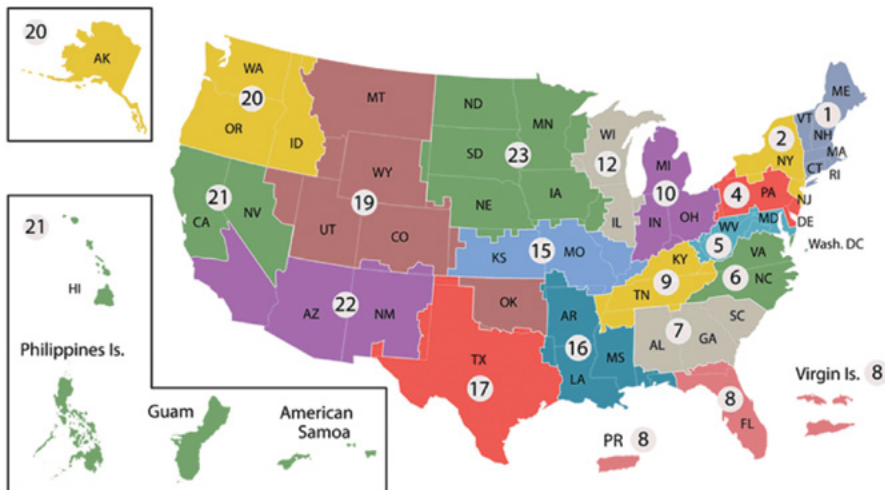 20
AK
WA
20
OR
ID
MT
WY
19
UT
CO
ND
MN
SD
23
NE
IA
WI
12
IL
MI
10
IN
OH
ME
VT
1
NH
MA
CT
RI
2
NY
4
PA
NJ
DE
MD
WV
5
Wash. DC
VA
6
NC
KY
9
TN
21
CA
NV
15
KS
MO
OK
22
AZ
NM
AR
16
MS
LA
SC
7
AL
GA
TX
17
8
FL
Virgin Is. 8
PR 8
21
HI
Philippines Is.
Guam
American
Samoa